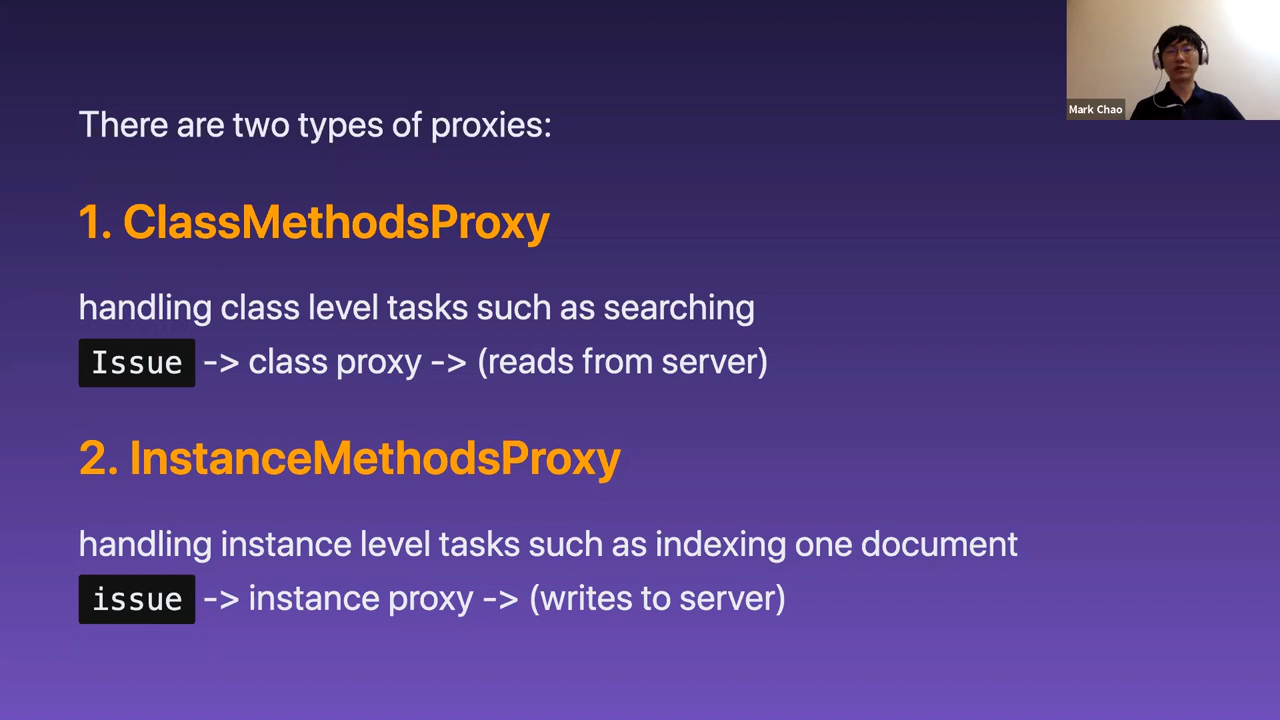 Mark Chao
There are two types of proxies:
1. ClassMethodsProxy
handling class level tasks such as searching
Issue -> class proxy -> (reads from server)
2. InstanceMethodsProxy
handling instance level tasks such as indexing one document
issue -> instance proxy -> (writes to server)